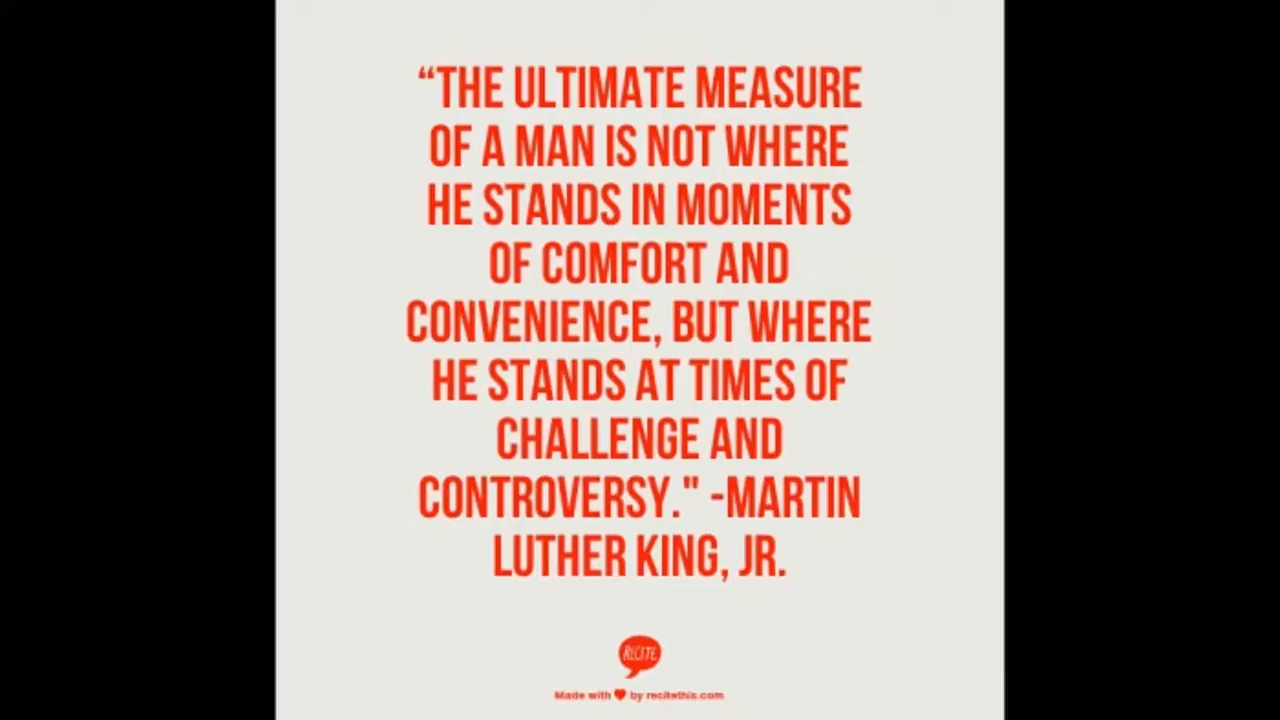 “THE ULTIMATE MEASURE
OF A MAN IS NOT WHERE
HE STANDS IN MOMENTS
OF COMFORT AND
CONVENIENCE, BUT WHERE
HE STANDS AT TIMES OF
CHALLENGE AND
CONTROVERSY." -MARTIN
LUTHER KING, JR.
RECITE
Made with ♥ by recitethis.com